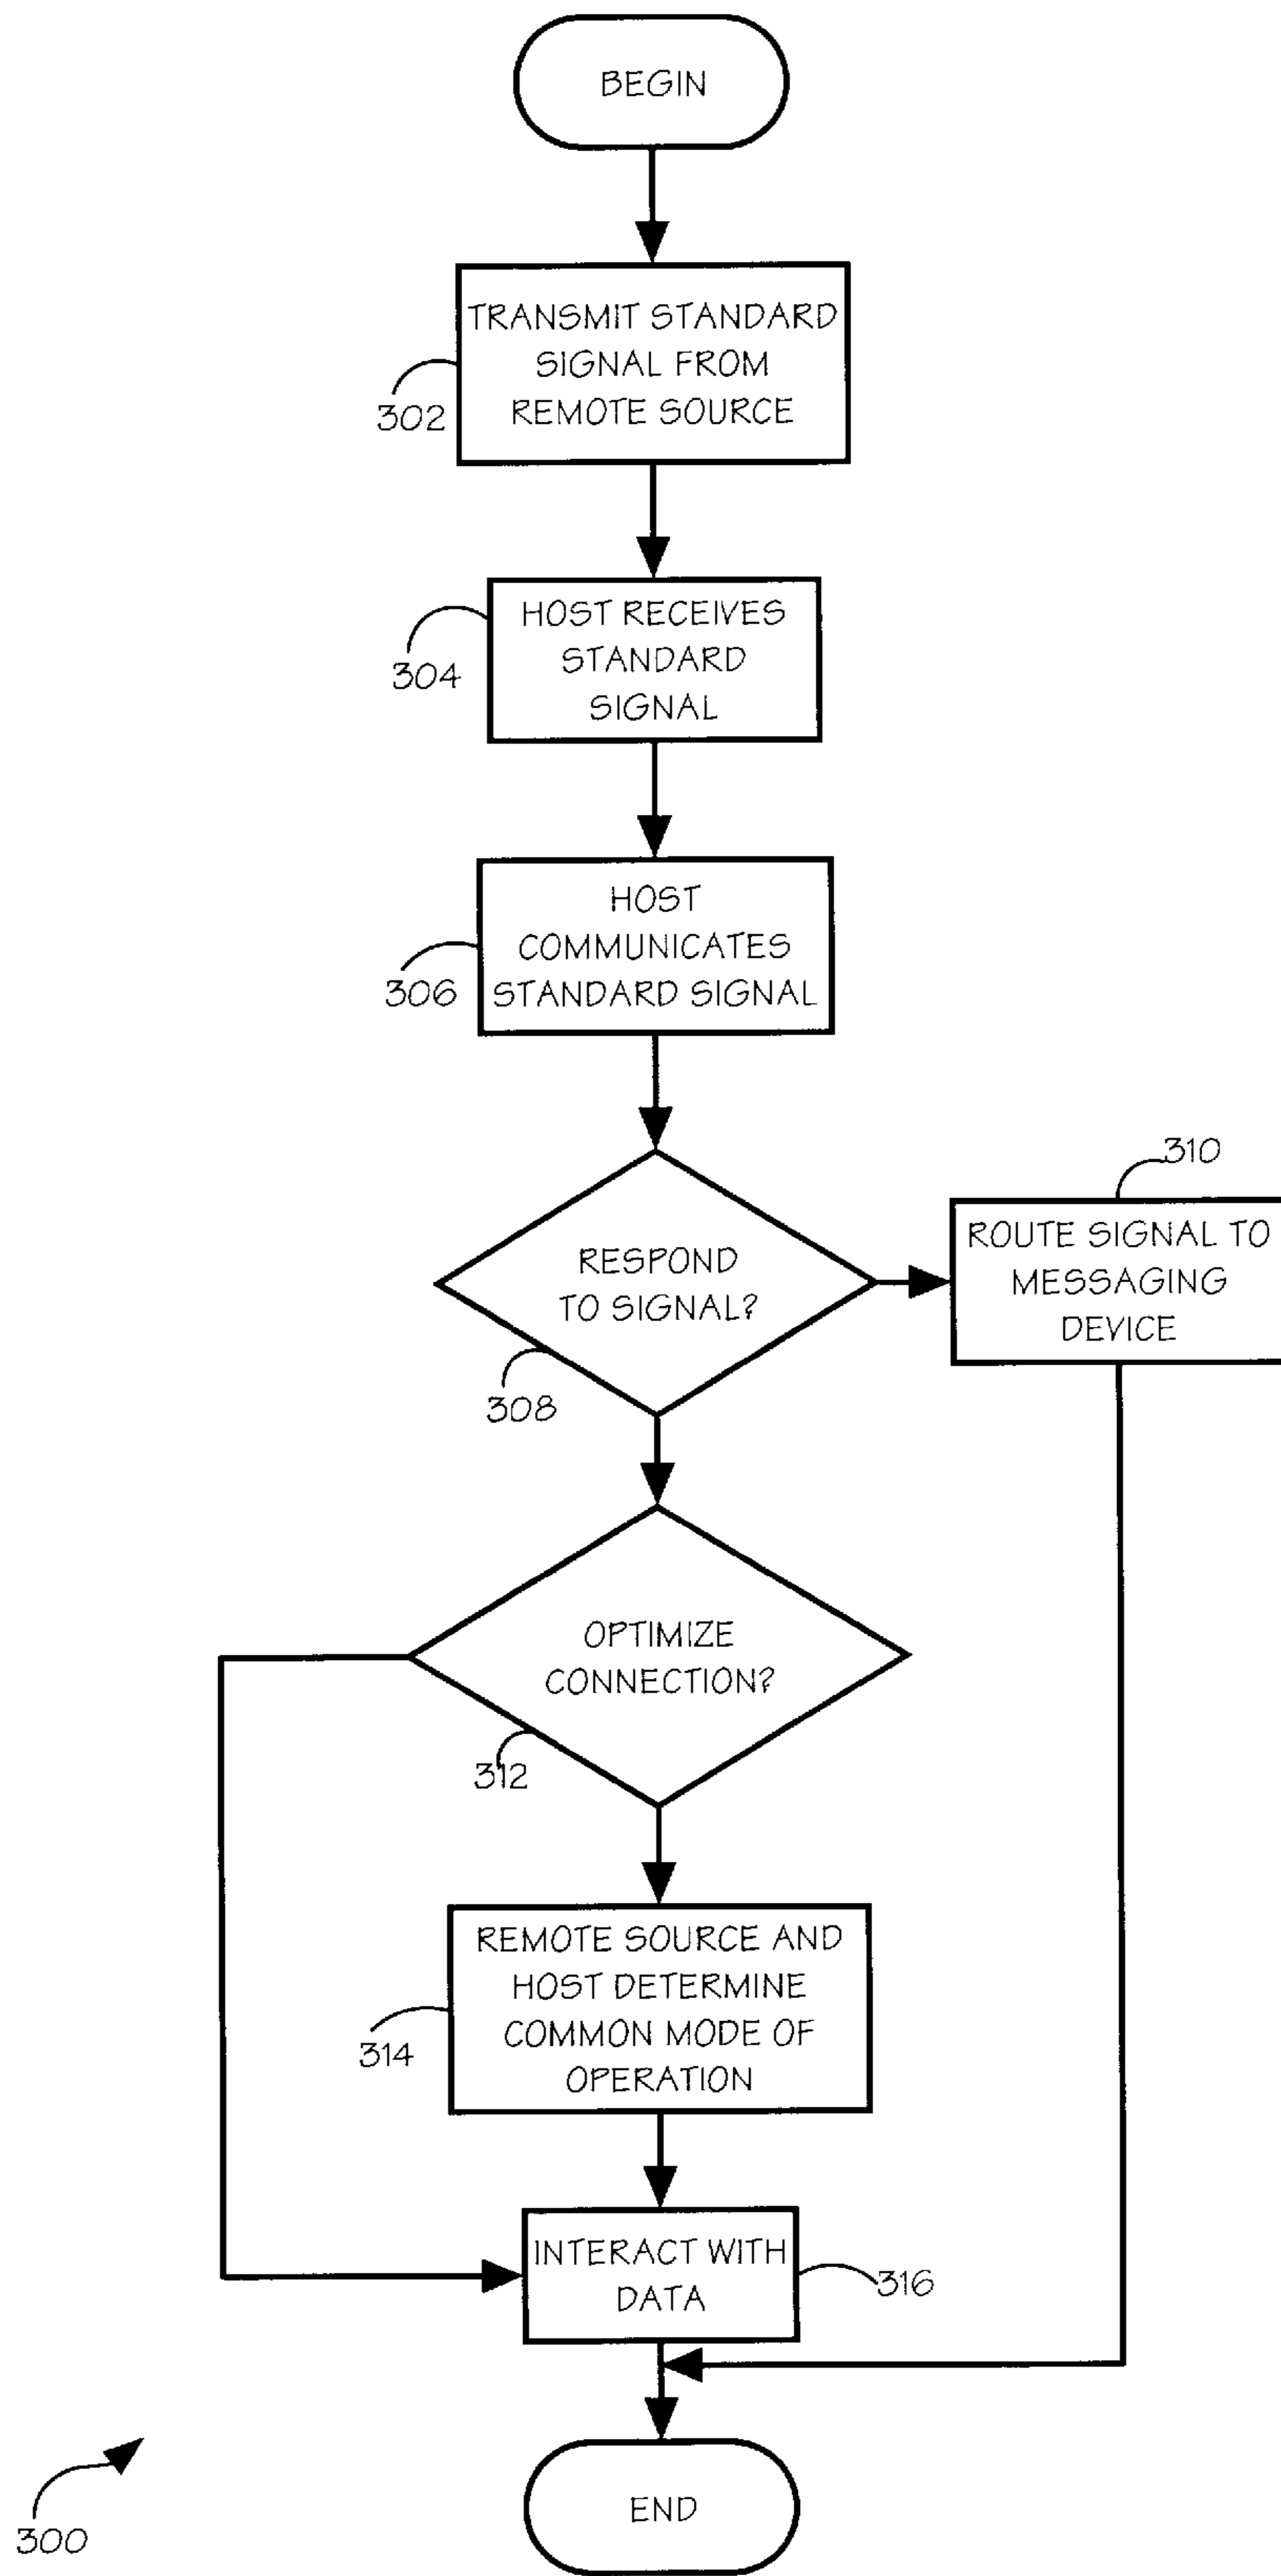 BEGIN
TRANSMIT STANDARD
SIGNAL FROM
REMOTE SOURCE
302
HOST RECEIVES
STANDARD
SIGNAL
304
HOST
COMMUNICATES
STANDARD SIGNAL
306
RESPOND
TO SIGNAL?
308
310
ROUTE SIGNAL TO
MESSAGING
DEVICE
OPTIMIZE
CONNECTION?
312
REMOTE SOURCE AND
HOST DETERMINE
COMMON MODE OF
OPERATION
314
INTERACT WITH
DATA
316
END
300